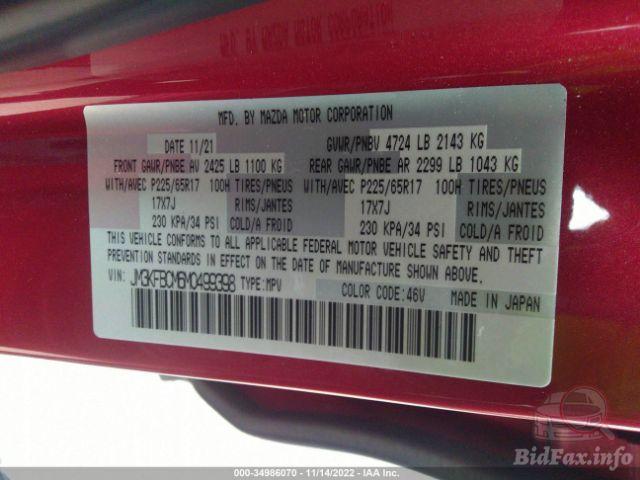 MFD. BY MAZDA MOTOR CORPORATION
DATE 11/21 GVWR/PNBV 4724 LB 2143 KG
FRONT GAWR/PNBE AV 2425 LB 1100 KG REAR GAWR/PNBE AR 2299 LB 1043 KG
WITH/AVEC P225/65R17 100H TIRES/PNEUS WITH/AVEC P225/65R17 100H TIRES/PNEUS
17X7J RIMS/JANTES 17X7J RIMS/JANTES
230 KPA/34 PSI COLD/A FROID 230 KPA/34 PSI COLD/A FROID
THIS VEHICLE CONFORMS TO ALL APPLICABLE FEDERAL MOTOR VEHICLE SAFETY AND THEFT
PREVENTION STANDARDS IN EFFECT ON THE DATE OF MANUFACTURE SHOWN ABOVE.
VIN: JM3KFBCM6M0499398 TYPE:MPV COLOR CODE:46V MADE IN JAPAN
BidFax.info
000-34986070 - 11/14/2022 - IAA Inc.